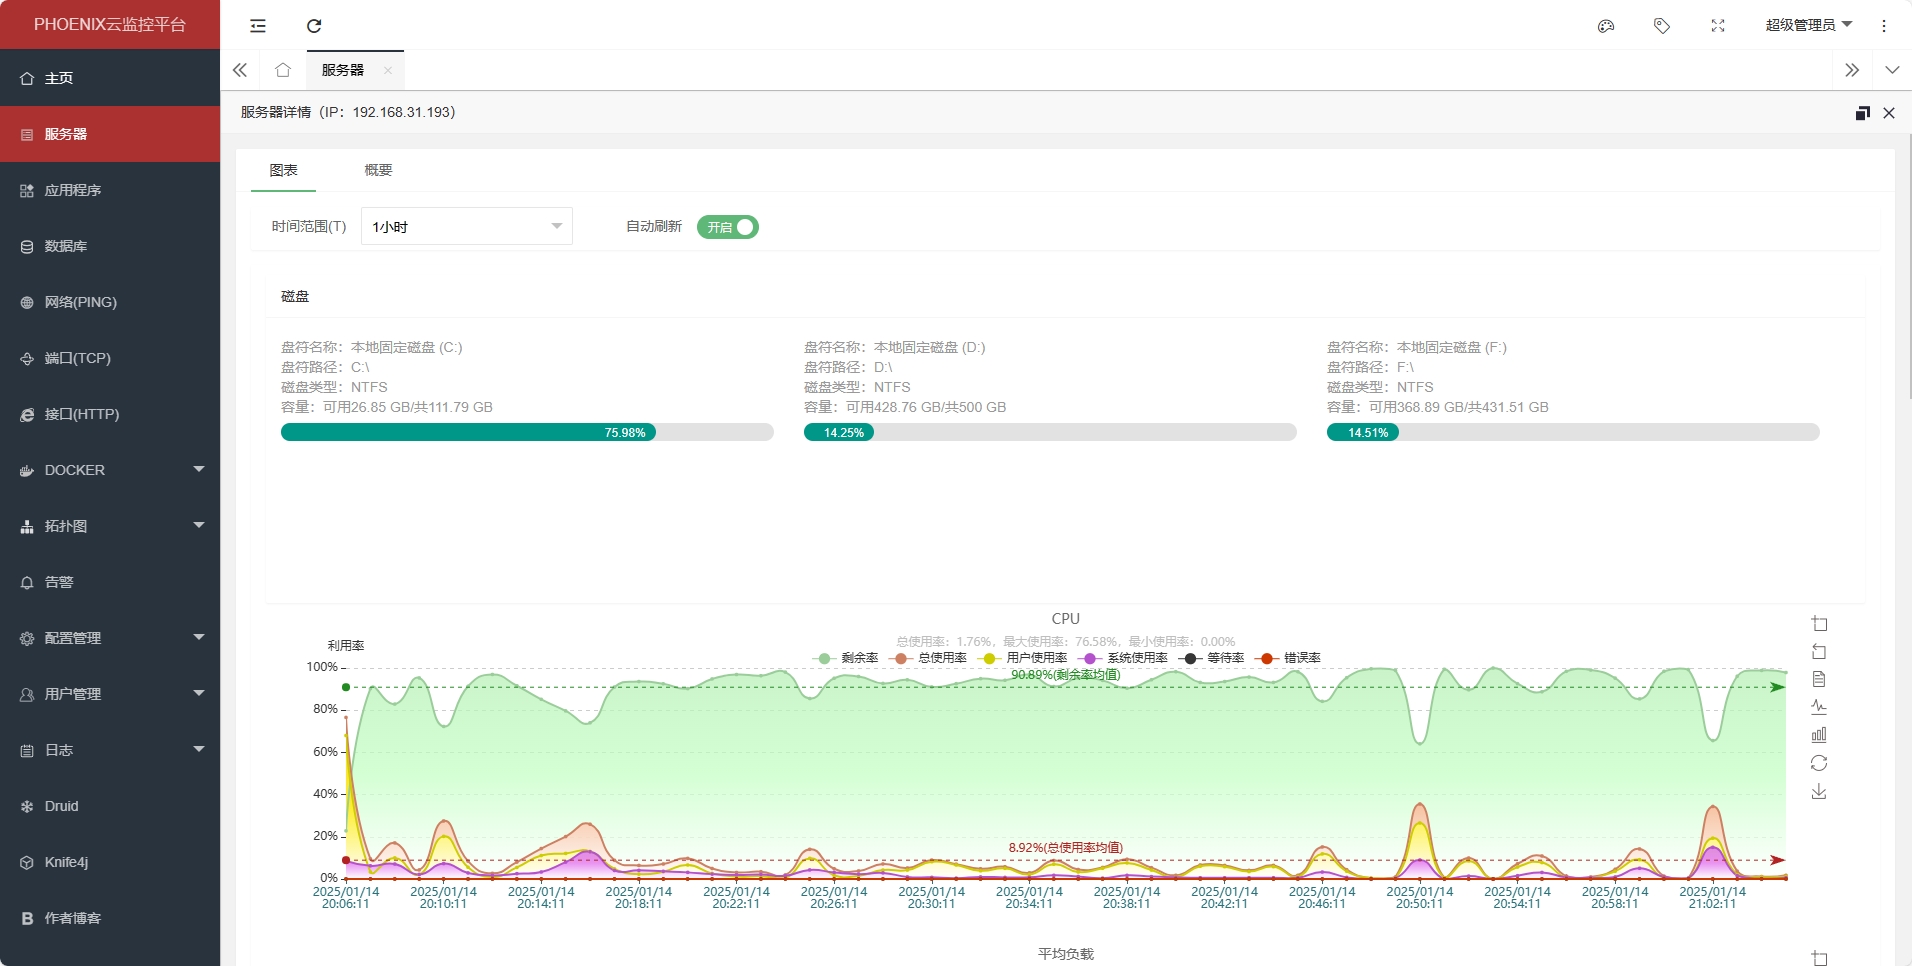 PHOENIX云监控平台
超级管理员
主页
服务器
应用程序
数据库
网络(PING)
端口(TCP)
接口(HTTP)
DOCKER
拓扑图
告警
配置管理
用户管理
日志
Druid
Knife4j
作者博客
服务器
服务器详情（IP：192.168.31.193）
图表
概要
时间范围(T)
1小时
自动刷新
开启
磁盘
盘符名称：本地固定磁盘 (C:)
盘符路径：C:\
磁盘类型：NTFS
容量：可用26.85 GB/共111.79 GB
75.98%
盘符名称：本地固定磁盘 (D:)
盘符路径：D:\
磁盘类型：NTFS
容量：可用428.76 GB/共500 GB
14.25%
盘符名称：本地固定磁盘 (F:)
盘符路径：F:\
磁盘类型：NTFS
容量：可用368.89 GB/共431.51 GB
14.51%
CPU
总使用率：1.76%，最大使用率：76.58%，最小使用率：0.00%
利用率
剩余率 总使用率 用户使用率 系统使用率 等待率 错误率
90.89%(剩余率均值)
8.92%(总使用率均值)
100%
80%
60%
40%
20%
0%
2025/01/14 20:06:11
2025/01/14 20:10:11
2025/01/14 20:14:11
2025/01/14 20:18:11
2025/01/14 20:22:11
2025/01/14 20:26:11
2025/01/14 20:30:11
2025/01/14 20:34:11
2025/01/14 20:38:11
2025/01/14 20:42:11
2025/01/14 20:46:11
2025/01/14 20:50:11
2025/01/14 20:54:11
2025/01/14 20:58:11
2025/01/14 21:02:11
平均负载